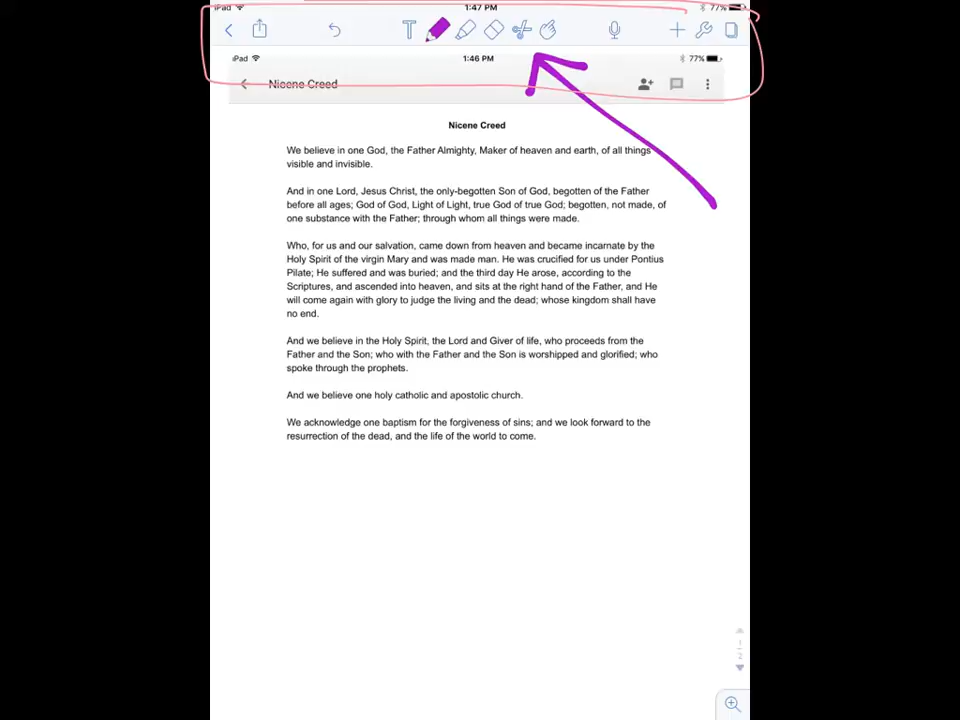 iPad 1:47 PM 77%
T
iPad 1:46 PM 77%
Nicene Creed
Nicene Creed
We believe in one God, the Father Almighty, Maker of heaven and earth, of all things
visible and invisible.
And in one Lord, Jesus Christ, the only-begotten Son of God, begotten of the Father
before all ages; God of God, Light of Light, true God of true God; begotten, not made, of
one substance with the Father; through whom all things were made.
Who, for us and our salvation, came down from heaven and became incarnate by the
Holy Spirit of the virgin Mary and was made man. He was crucified for us under Pontius
Pilate; He suffered and was buried; and the third day He arose, according to the
Scriptures, and ascended into heaven, and sits at the right hand of the Father, and He
will come again with glory to judge the living and the dead; whose kingdom shall have
no end.
And we believe in the Holy Spirit, the Lord and Giver of life, who proceeds from the
Father and the Son; who with the Father and the Son is worshipped and glorified; who
spoke through the prophets.
And we believe one holy catholic and apostolic church.
We acknowledge one baptism for the forgiveness of sins; and we look forward to the
resurrection of the dead, and the life of the world to come.
1
2